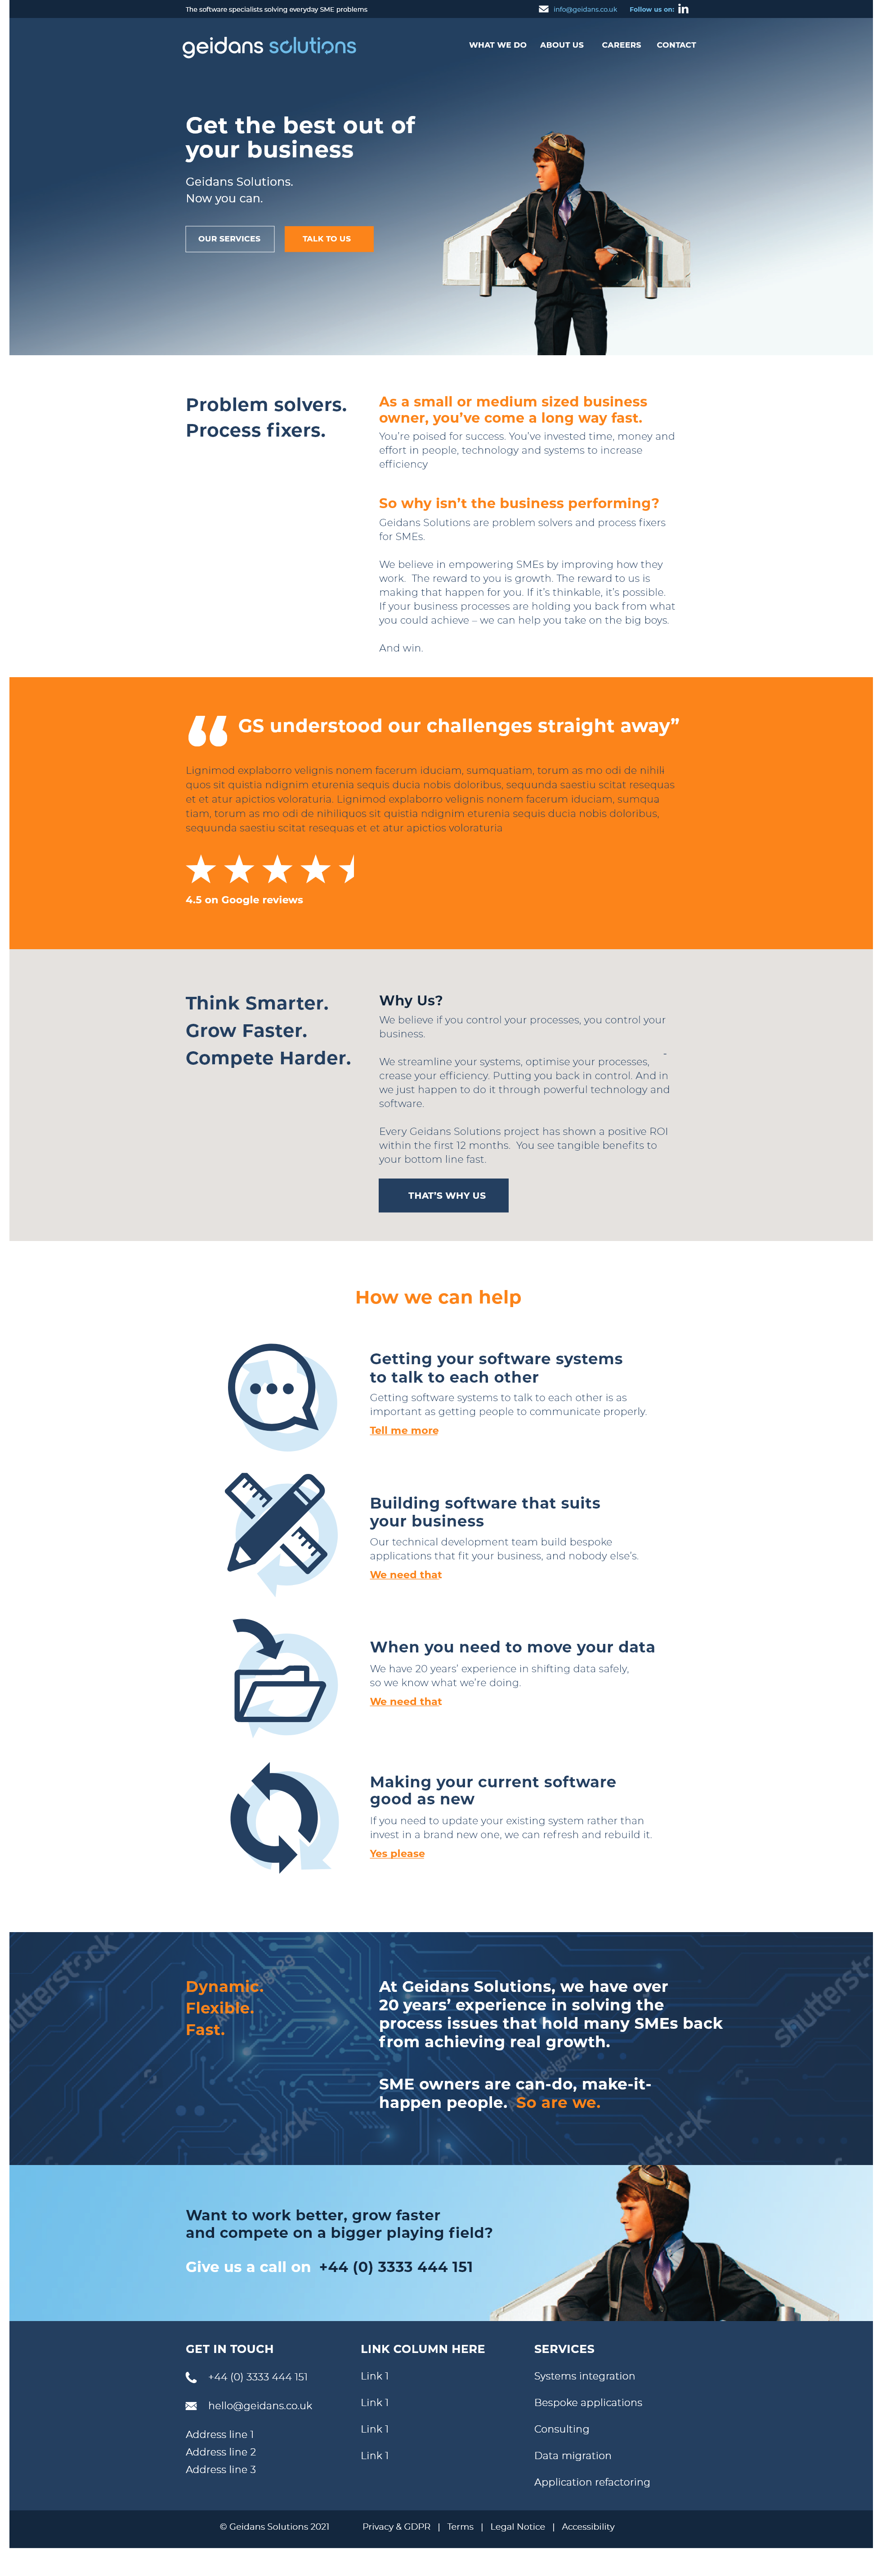 The software specialists solving everyday SME problems
info@geidans.co.uk
Follow us on:
in
geidans solutions
WHAT WE DO
ABOUT US
CAREERS
CONTACT
Get the best out of
your business
Geidans Solutions.
Now you can.
OUR SERVICES
TALK TO US
Problem solvers.
Process fixers.
As a small or medium sized business
owner, you’ve come a long way fast.
You’re poised for success. You’ve invested time, money and
effort in people, technology and systems to increase
efficiency
So why isn’t the business performing?
Geidans Solutions are problem solvers and process fixers
for SMEs.
We believe in empowering SMEs by improving how they
work.  The reward to you is growth. The reward to us is
making that happen for you. If it’s thinkable, it’s possible.
If your business processes are holding you back from what
you could achieve – we can help you take on the big boys.
And win.
“ GS understood our challenges straight away”
Lignimod explaborro velignis nonem facerum iduciam, sumquatiam, torum as mo odi de nihili
quos sit quistia ndignim eturenia sequis ducia nobis doloribus, sequunda saestiu scitat resequas
et et atur apictios voloraturia. Lignimod explaborro velignis nonem facerum iduciam, sumqua
tiam, torum as mo odi de nihiliquos sit quistia ndignim eturenia sequis ducia nobis doloribus,
sequunda saestiu scitat resequas et et atur apictios voloraturia
4.5 on Google reviews
Think Smarter.
Grow Faster.
Compete Harder.
Why Us?
We believe if you control your processes, you control your
business.
We streamline your systems, optimise your processes, -
crease your efficiency. Putting you back in control. And in
we just happen to do it through powerful technology and
software.
Every Geidans Solutions project has shown a positive ROI
within the first 12 months.  You see tangible benefits to
your bottom line fast.
THAT’S WHY US
How we can help
Getting your software systems
to talk to each other
Getting software systems to talk to each other is as
important as getting people to communicate properly.
Tell me more
Building software that suits
your business
Our technical development team build bespoke
applications that fit your business, and nobody else’s.
We need that
When you need to move your data
We have 20 years’ experience in shifting data safely,
so we know what we’re doing.
We need that
Making your current software
good as new
If you need to update your existing system rather than
invest in a brand new one, we can refresh and rebuild it.
Yes please
Dynamic.
Flexible.
Fast.
At Geidans Solutions, we have over
20 years’ experience in solving the
process issues that hold many SMEs back
from achieving real growth.
SME owners are can-do, make-it-
happen people.  So are we.
Want to work better, grow faster
and compete on a bigger playing field?
Give us a call on  +44 (0) 3333 444 151
GET IN TOUCH
+44 (0) 3333 444 151
hello@geidans.co.uk
Address line 1
Address line 2
Address line 3
LINK COLUMN HERE
Link 1
Link 1
Link 1
Link 1
SERVICES
Systems integration
Bespoke applications
Consulting
Data migration
Application refactoring
© Geidans Solutions 2021
Privacy & GDPR  |  Terms  |  Legal Notice  |  Accessibility